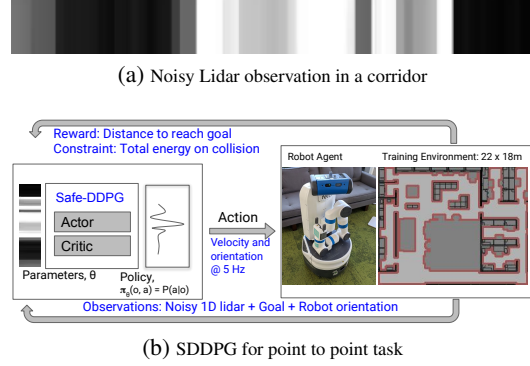 (a) Noisy Lidar observation in a corridor
Reward: Distance to reach goal
Constraint: Total energy on collision
Safe-DDPG
Actor
Critic
Parameters, θ
Policy,
π_θ(o, a) = P(a|o)
Action
Velocity and
orientation
@ 5 Hz
Robot Agent
Training Environment: 22 x 18m
Observations: Noisy 1D lidar + Goal + Robot orientation
(b) SDDPG for point to point task